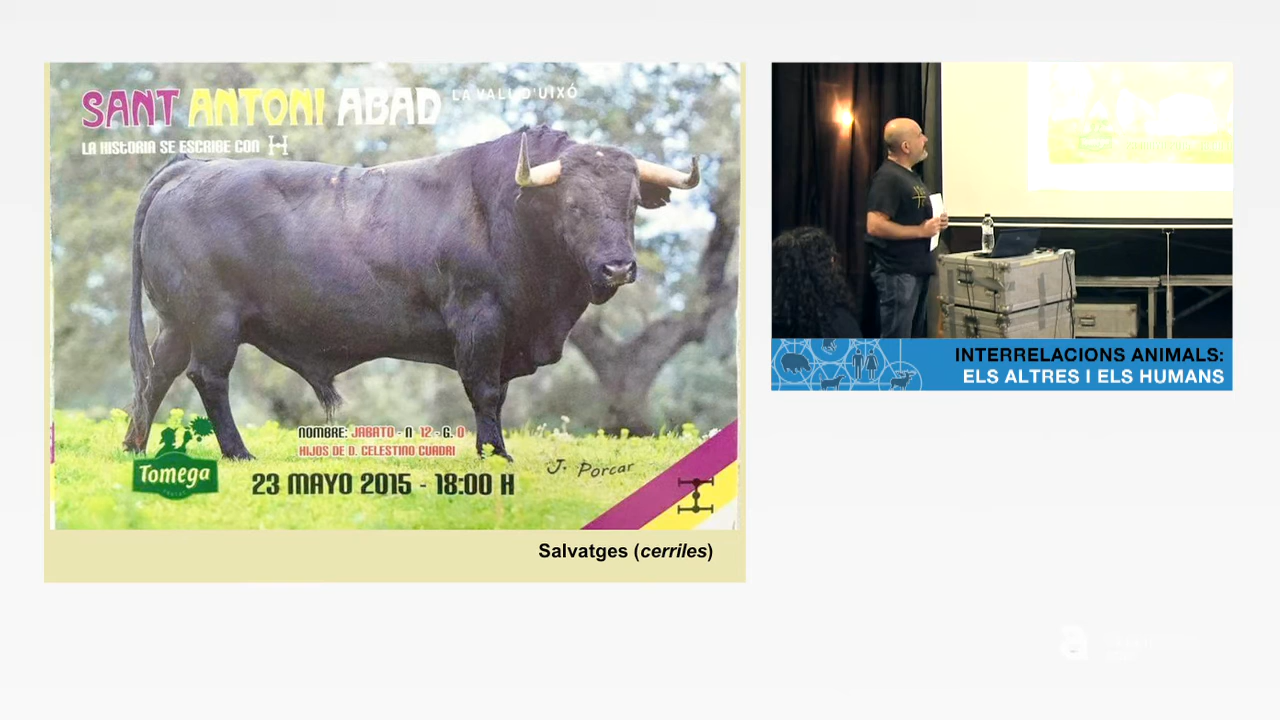 SANT ANTONI ABAD LA VALL D'UIXÓ
LA HISTORIA SE ESCRIBE CON
NOMBRE: JABATO - N 12 - G. 0
HIJOS DE D. CELESTINO CUADRI
Tomega
23 MAYO 2015 - 18:00 H
J. Porcar
Salvatges (cerriles)
INTERRELACIONS ANIMALS:
ELS ALTRES I ELS HUMANS